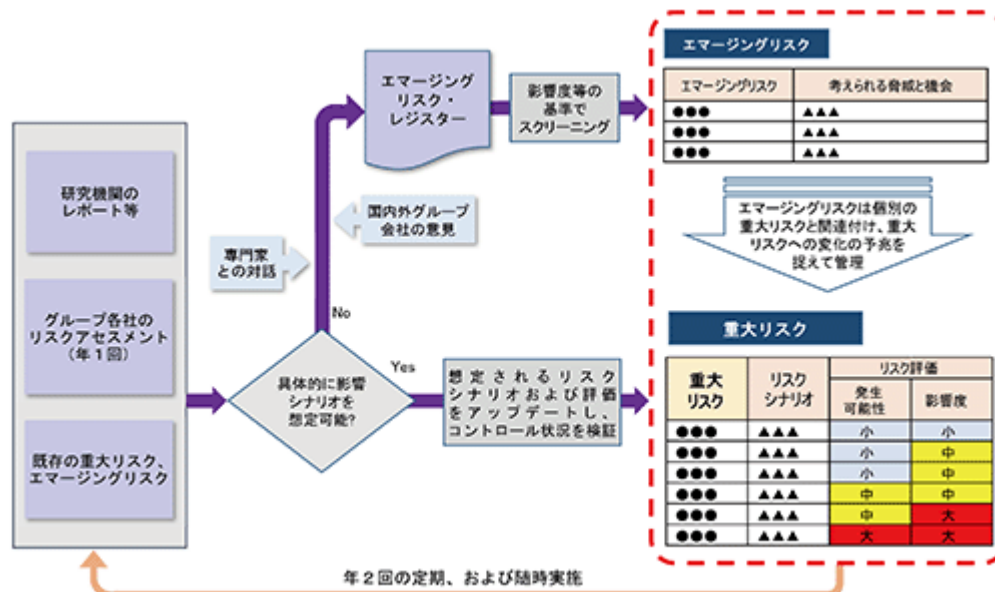 研究機関の
レポート等
グループ各社の
リスクアセスメント
(年1回)
既存の重大リスク、
エマージングリスク
専門家
との対話
国内外グループ
会社の意見
No
Yes
具体的に影響
シナリオを
想定可能?
エマージング
リスク・
レジスター
影響度等の
基準で
スクリーニング
想定されるリスク
シナリオおよび評価
をアップデートし、
コントロール状況を検証
エマージングリスク
エマージングリスク 考えられる脅威と機会
●●● ▲▲▲
●●● ▲▲▲
●●● ▲▲▲
エマージングリスクは個別の
重大リスクと関連付け、重大
リスクへの変化の予兆を
捉えて管理
重大リスク
重大
リスク
リスク
シナリオ
リスク評価
発生
可能性
影響度
●●● ▲▲▲ 小 小
●●● ▲▲▲ 小 中
●●● ▲▲▲ 小 中
●●● ▲▲▲ 中 中
●●● ▲▲▲ 中 大
●●● ▲▲▲ 大 大
年2回の定期、および随時実施